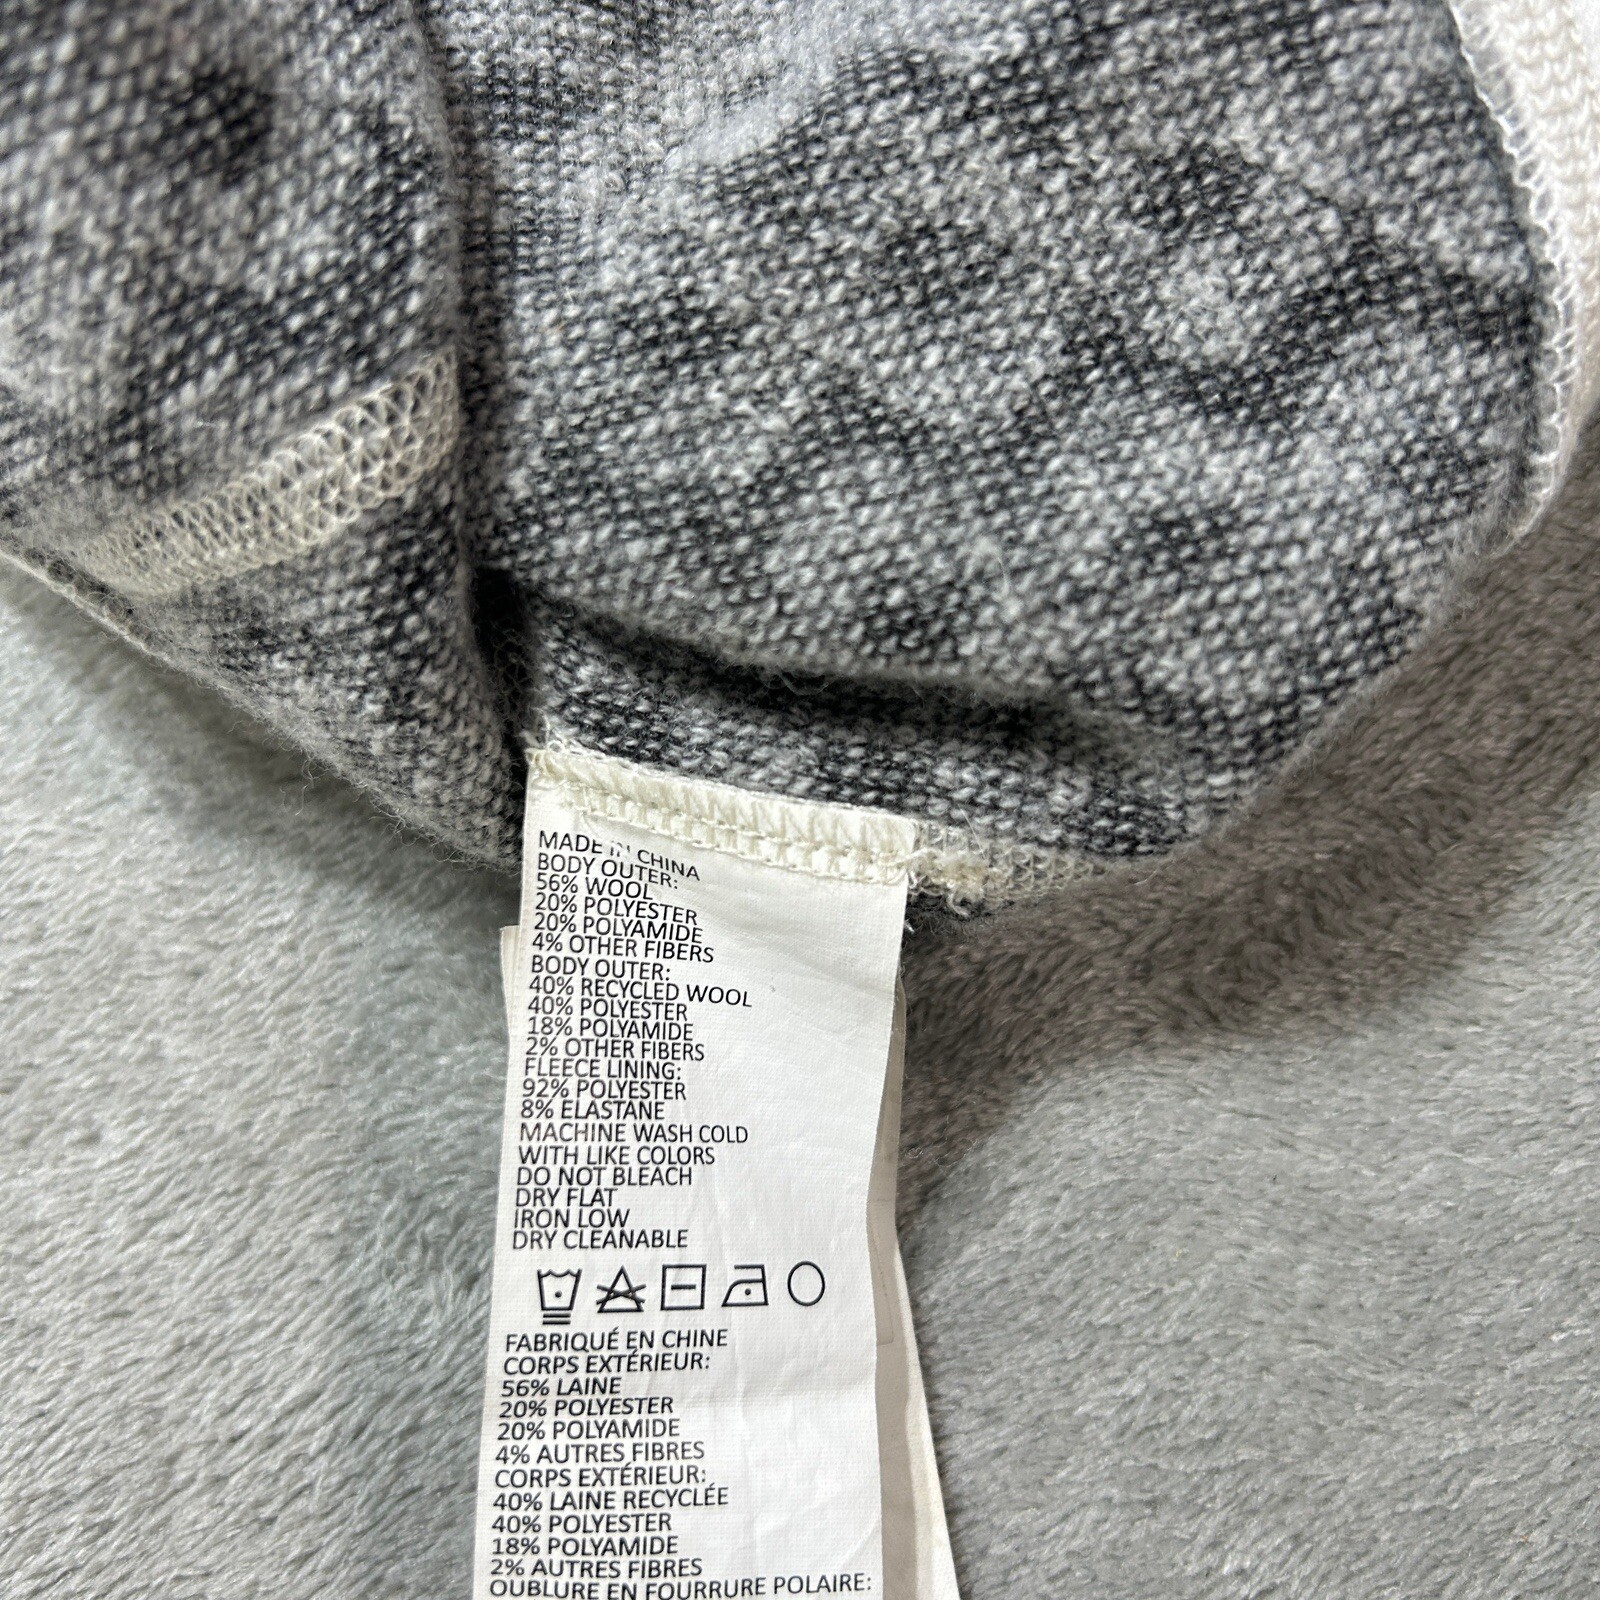 MADE IN CHINA
BODY OUTER:
56% WOOL
20% POLYESTER
20% POLYAMIDE
4% OTHER FIBERS
BODY OUTER:
40% RECYCLED WOOL
40% POLYESTER
18% POLYAMIDE
2% OTHER FIBERS
FLEECE LINING:
92% POLYESTER
8% ELASTANE
MACHINE WASH COLD
WITH LIKE COLORS
DO NOT BLEACH
DRY FLAT
IRON LOW
DRY CLEANABLE
FABRIQUÉ EN CHINE
CORPS EXTÉRIEUR:
56% LAINE
20% POLYESTER
20% POLYAMIDE
4% AUTRES FIBRES
CORPS EXTÉRIEUR:
40% LAINE RECYCLÉE
40% POLYESTER
18% POLYAMIDE
2% AUTRES FIBRES
OUBLURE EN FOURRURE POLAIRE: